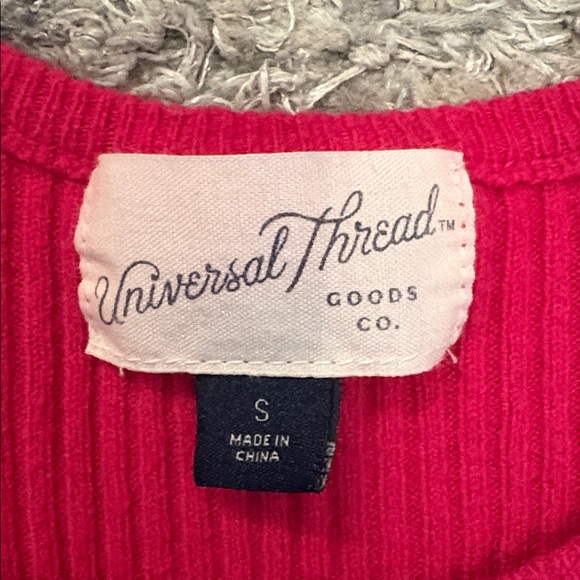 Universal Thread™
GOODS
CO.
S
MADE IN
CHINA